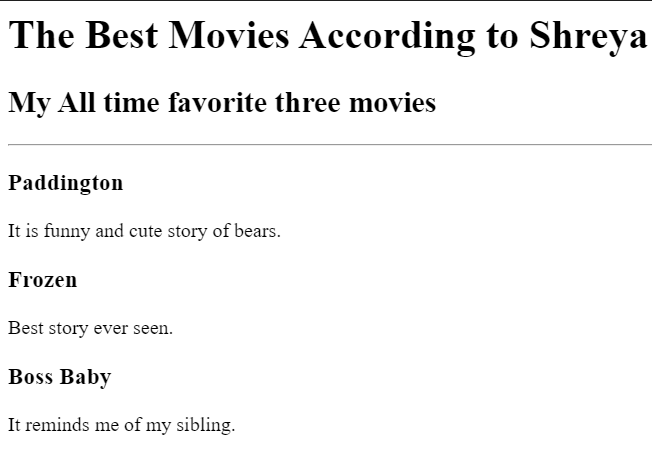 The Best Movies According to Shreya
My All time favorite three movies
Paddington
It is funny and cute story of bears.
Frozen
Best story ever seen.
Boss Baby
It reminds me of my sibling.